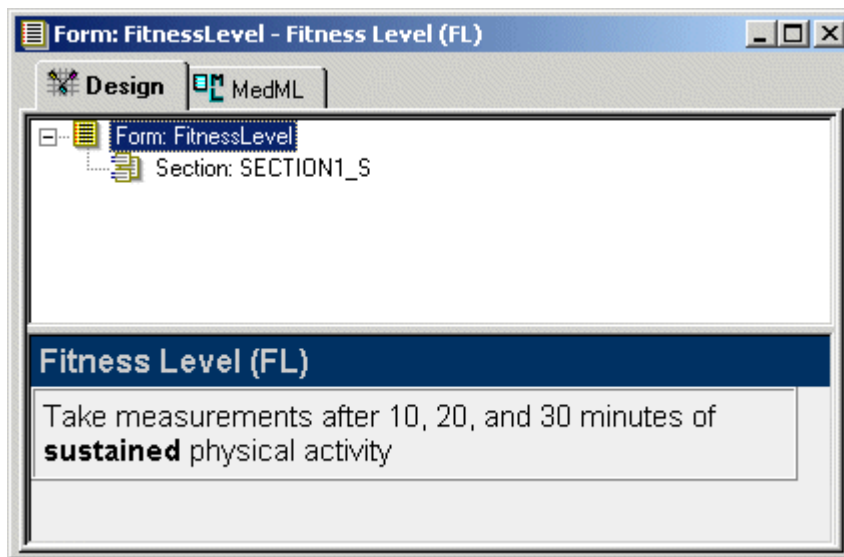 Form: FitnessLevel - Fitness Level (FL)
Design MedML
Form: FitnessLevel
Section: SECTION1_S
Fitness Level (FL)
Take measurements after 10, 20, and 30 minutes of
sustained physical activity